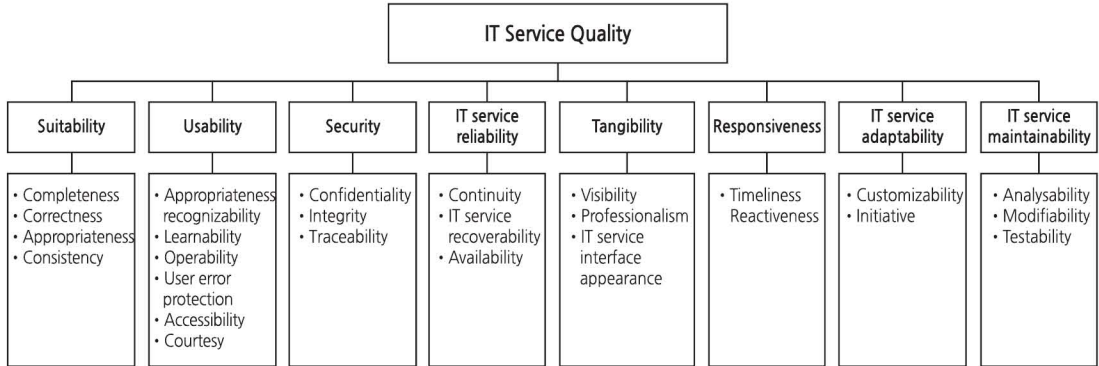 IT Service Quality
Suitability
Usability
Security
IT service
reliability
Tangibility
Responsiveness
IT service
adaptability
IT service
maintainability
• Completeness
• Correctness
• Appropriateness
• Consistency
• Appropriateness
recognizability
• Learnability
• Operability
• User error
protection
• Accessibility
• Courtesy
• Confidentiality
• Integrity
• Traceability
• Continuity
• IT service
recoverability
• Availability
• Visibility
• Professionalism
• IT service
interface
appearance
• Timeliness
Reactiveness
• Customizability
• Initiative
• Analysability
• Modifiability
• Testability